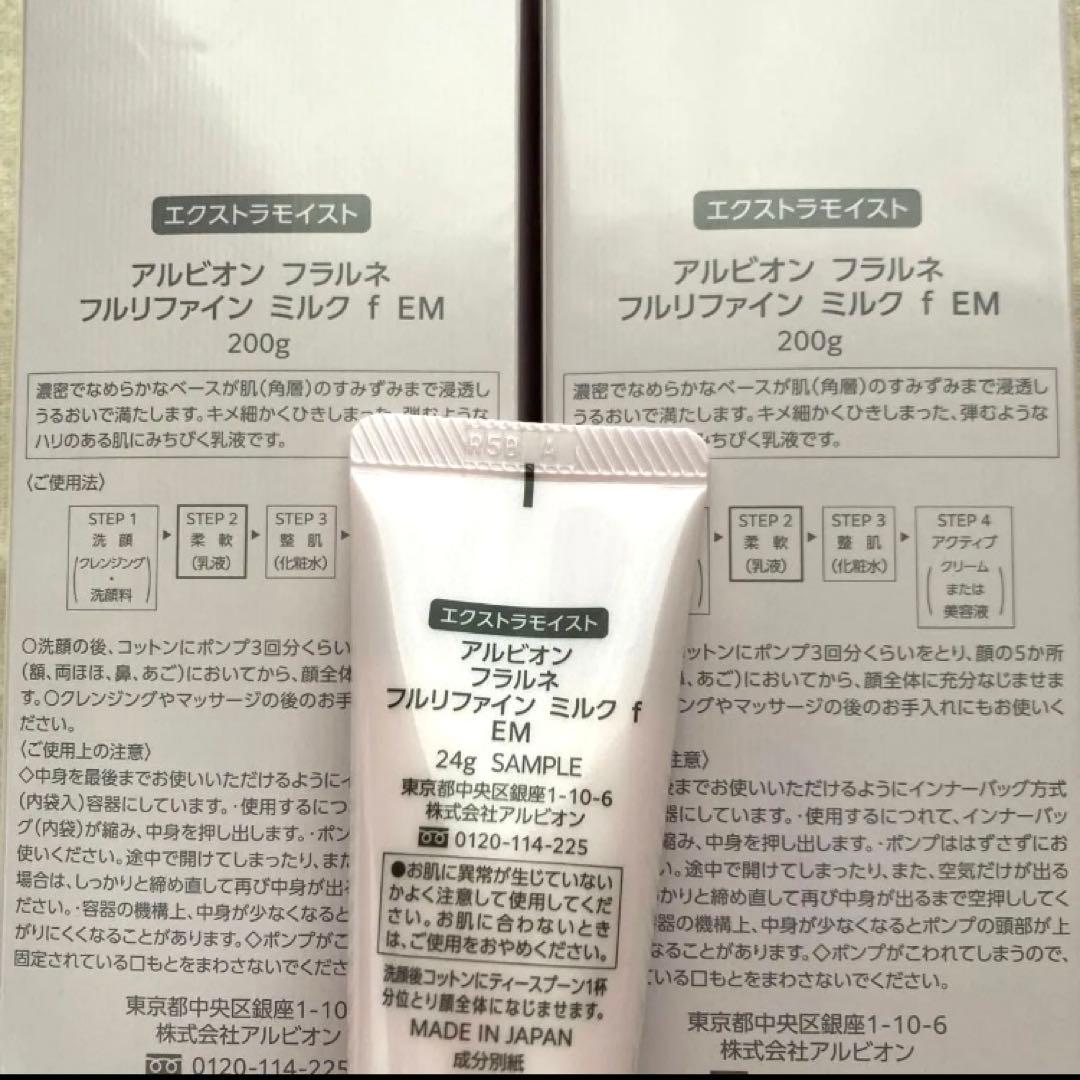 エクストラモイスト
アルビオン フラルネ
フルリファイン ミルク f EM
200g
濃密でなめらかなベースが肌(角層)のすみずみまで浸透し
うるおいで満たします。キメ細かくひきしまった、弾むような
ハリのある肌にみちびく乳液です。
〈ご使用法〉
STEP 1
洗 顔
(クレンジング
・
洗顔料)
STEP 2
柔 軟
(乳液)
STEP 3
整 肌
(化粧水)
〇洗顔の後、コットンにポンプ3回分くらい
(額、両ほほ、鼻、あご)においてから、顔全体
す。〇クレンジングやマッサージの後のお手
ださい。
〈ご使用上の注意〉
◇中身を最後までお使いいただけるようにイ
(内袋入)容器にしています。・使用するにつ
グ(内袋)が縮み、中身を押し出します。・ポン
使いください。途中で開けてしまったり、また
場合は、しっかりと締め直して再び中身が出る
ださい。・容器の機構上、中身が少なくなると
がりにくくなることがあります。◇ポンプがこ
固定されている口もとをまわさないでくださ
東京都中央区銀座1-10
株式会社アルビオン
0120-114-225
エクストラモイスト
アルビオン フラルネ
フルリファイン ミルク f EM
200g
濃密でなめらかなベースが肌(角層)のすみずみまで浸透し
うるおいで満たします。キメ細かくひきしまった、弾むような
みちびく乳液です。
STEP 2
柔 軟
(乳液)
STEP 3
整 肌
(化粧水)
STEP 4
アクティブ
(クリーム
または
美容液)
ットンにポンプ3回分くらいをとり、顔の5か所
、あご)においてから、顔全体に充分なじませま
ングやマッサージの後のお手入れにもお使いく
注意〉
までお使いいただけるようにインナーバッグ方式
器にしています。・使用するにつれて、インナーバッ
縮み、中身を押し出します。・ポンプははずさずにお
い。途中で開けてしまったり、また、空気だけが出る
かりと締め直して再び中身が出るまで空押ししてく
器の機構上、中身が少なくなるとポンプの頭部が上
なることがあります。◇ポンプがこわれてしまうので、
ている口もとをまわさないでください。
東京都中央区銀座1-10-6
株式会社アルビオン
R5B A
エクストラモイスト
アルビオン
フラルネ
フルリファイン ミルク f
EM
24g SAMPLE
東京都中央区銀座1-10-6
株式会社アルビオン
0120-114-225
●お肌に異常が生じていない
かよく注意して使用してくだ
さい。お肌に合わないとき
は、ご使用をおやめください。
洗顔後コットンにティースプーン1杯
分位とり顔全体になじませます。
MADE IN JAPAN
成分別紙